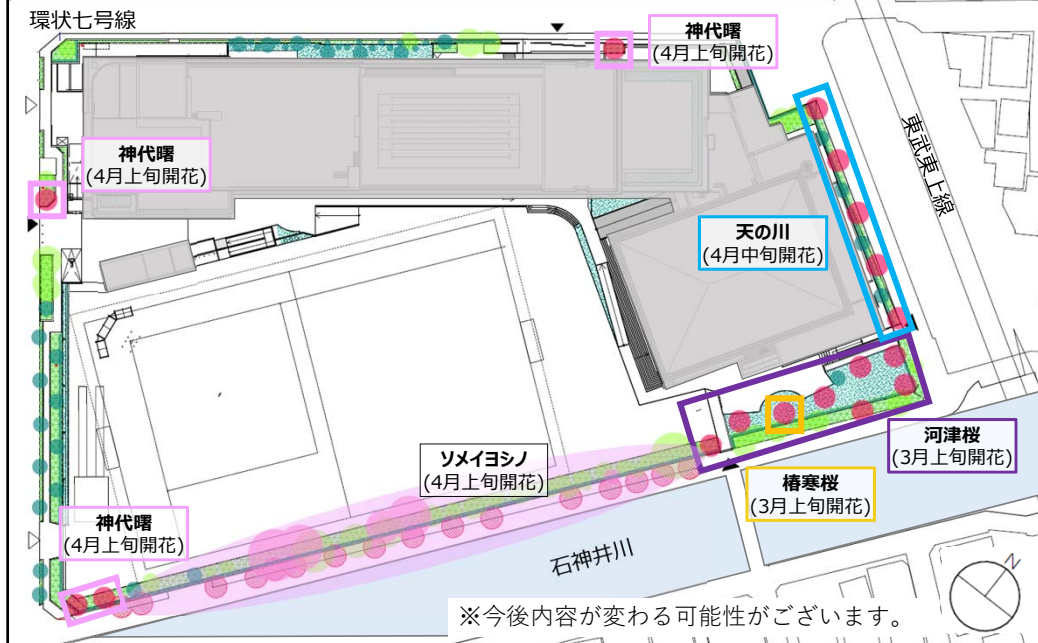 環状七号線
神代曙
(4月上旬開花)
神代曙
(4月上旬開花)
東武東上線
天の川
(4月中旬開花)
ソメイヨシノ
(4月上旬開花)
河津桜
(3月上旬開花)
椿寒桜
(3月上旬開花)
神代曙
(4月上旬開花)
石神井川
N
※今後内容が変わる可能性がございます。